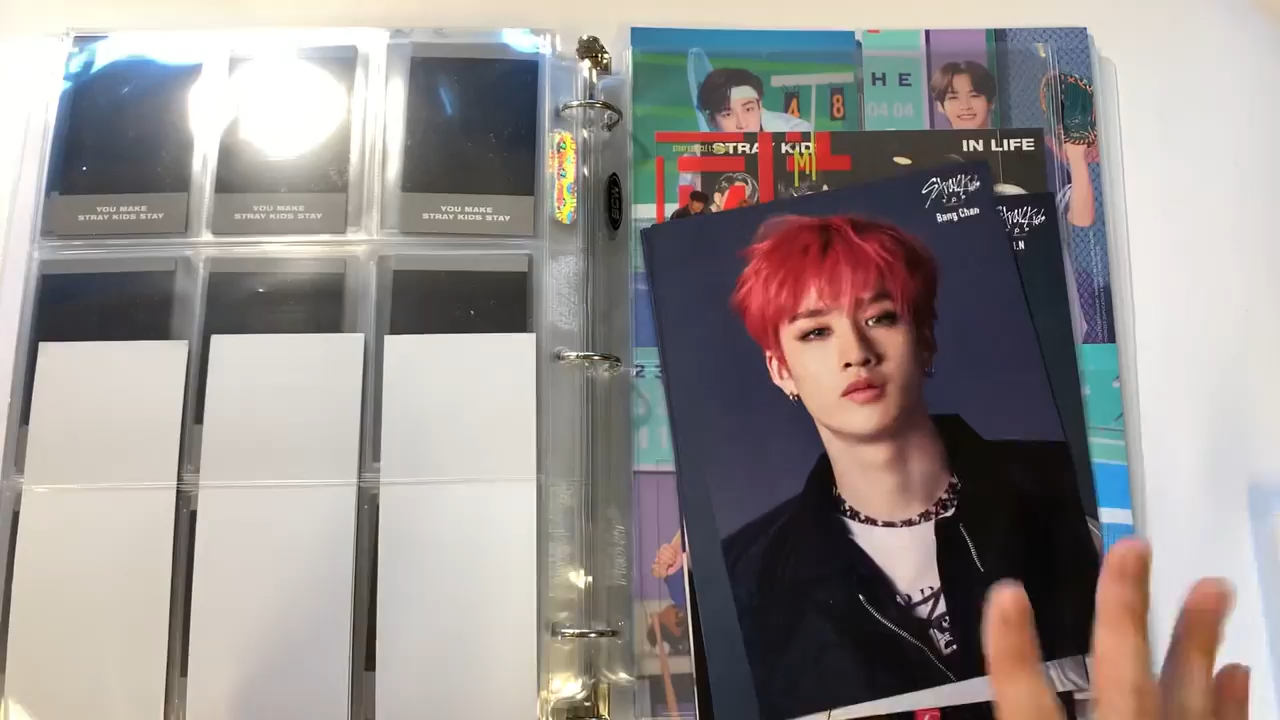 YOU MAKE
STRAY KIDS STAY
YOU MAKE
STRAY KIDS STAY
YOU MAKE
STRAY KIDS STAY
HE
04 04
4 8
STRAY KID
IN LIFE
Stray Kids
Bang Chan
Stray Kids
I.N